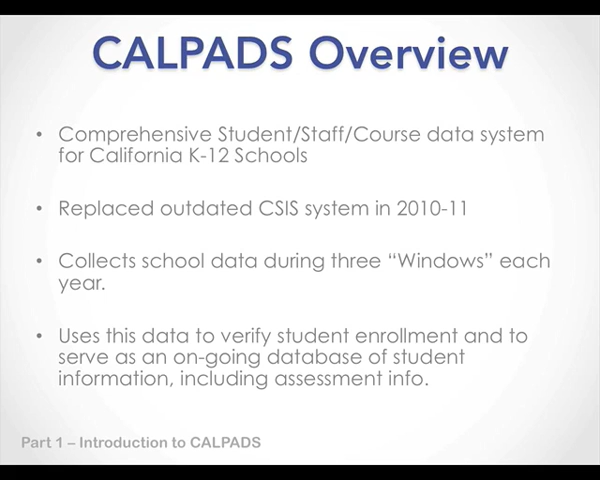 CALPADS Overview
• Comprehensive Student/Staff/Course data system
for California K-12 Schools
• Replaced outdated CSIS system in 2010-11
• Collects school data during three “Windows” each
year.
• Uses this data to verify student enrollment and to
serve as an on-going database of student
information, including assessment info.
Part 1 – Introduction to CALPADS